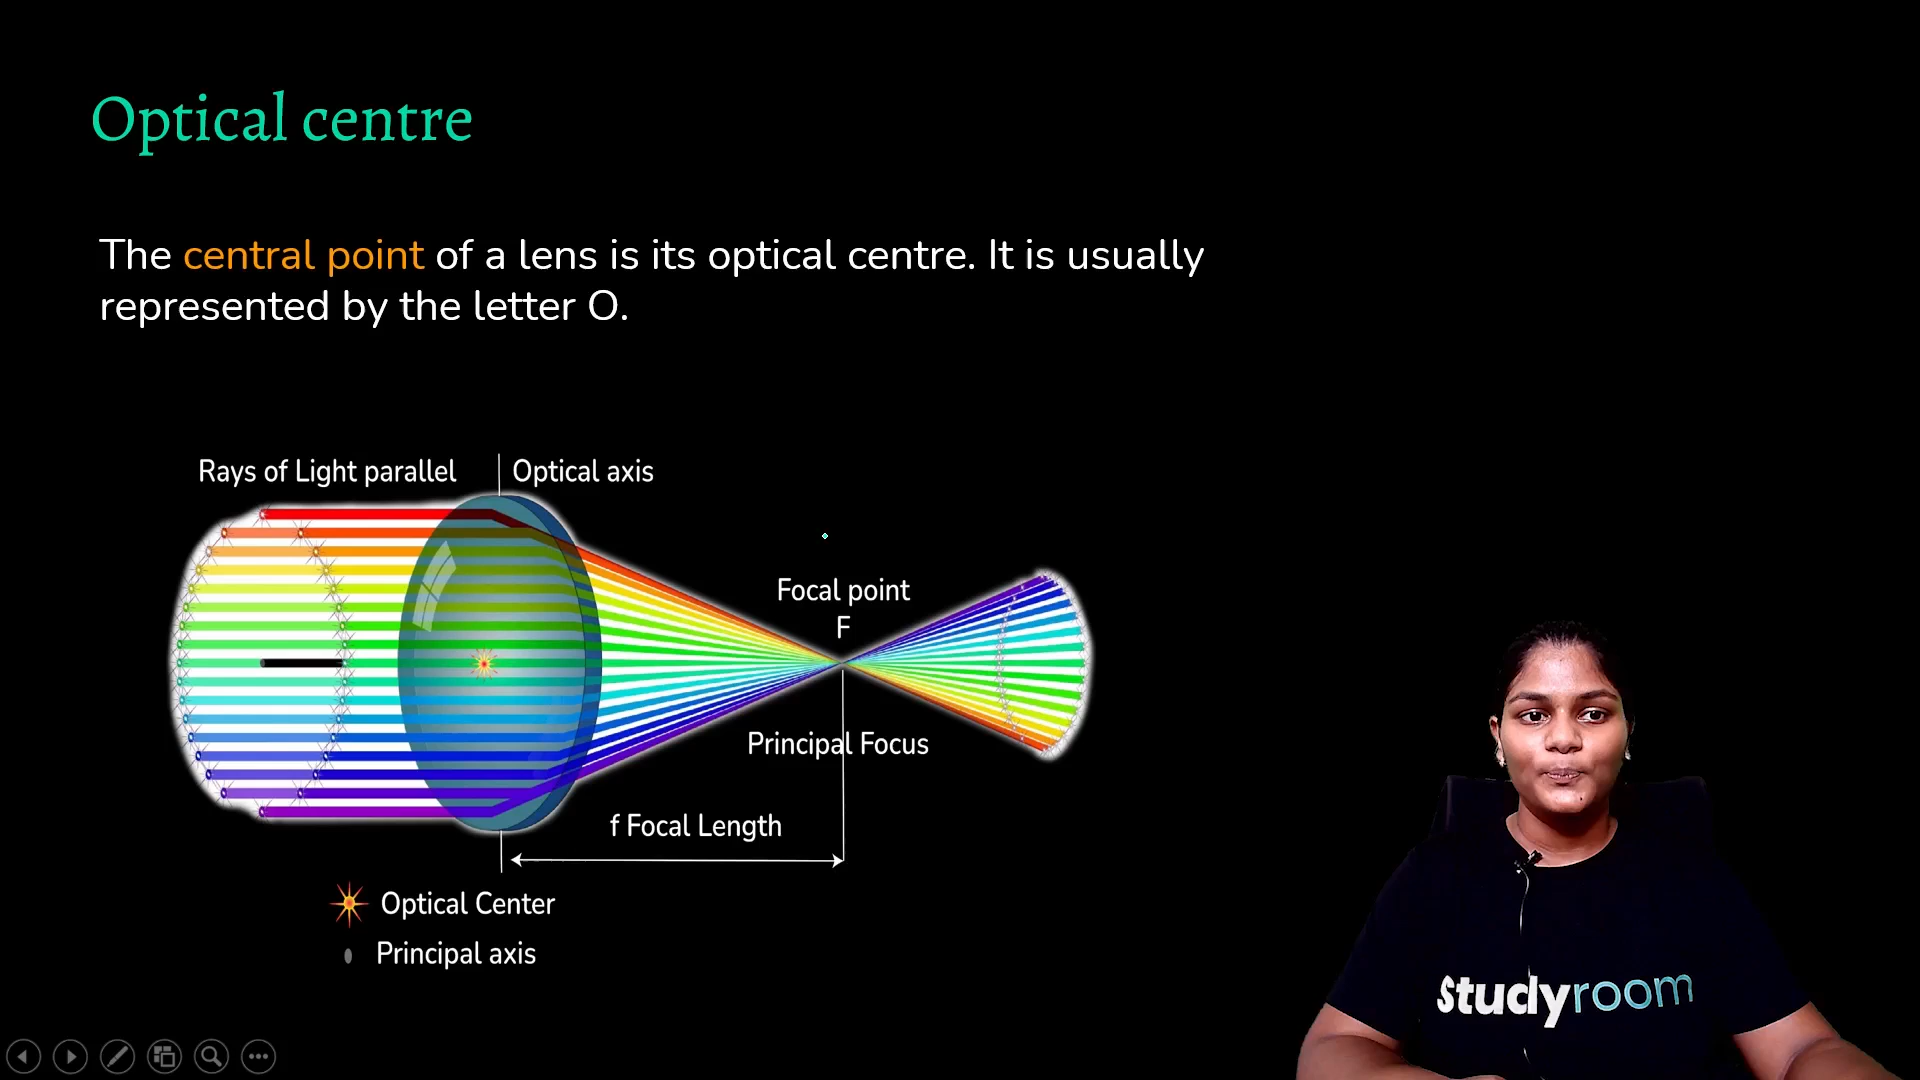 Optical centre
The central point of a lens is its optical centre. It is usually
represented by the letter O.
Rays of Light parallel
Optical axis
Focal point
F
Principal Focus
f Focal Length
Optical Center
Principal axis
Studyroom